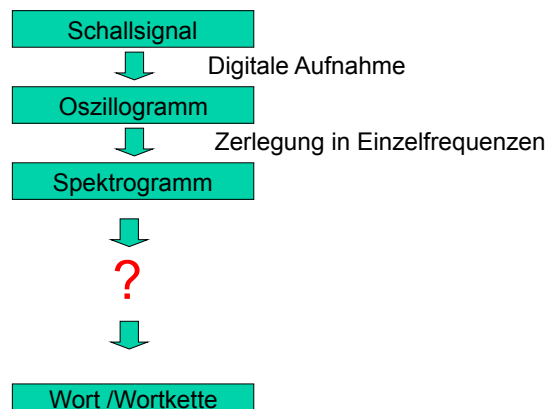 Schallsignal
Digitale Aufnahme
Oszillogramm
Zerlegung in Einzelfrequenzen
Spektrogramm
?
Wort /Wortkette